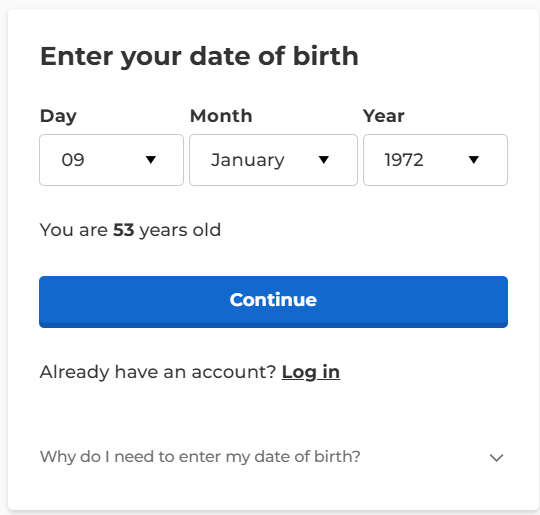 Enter your date of birth
Day Month Year
09 January 1972
You are 53 years old
Continue
Already have an account? Log in
Why do I need to enter my date of birth?